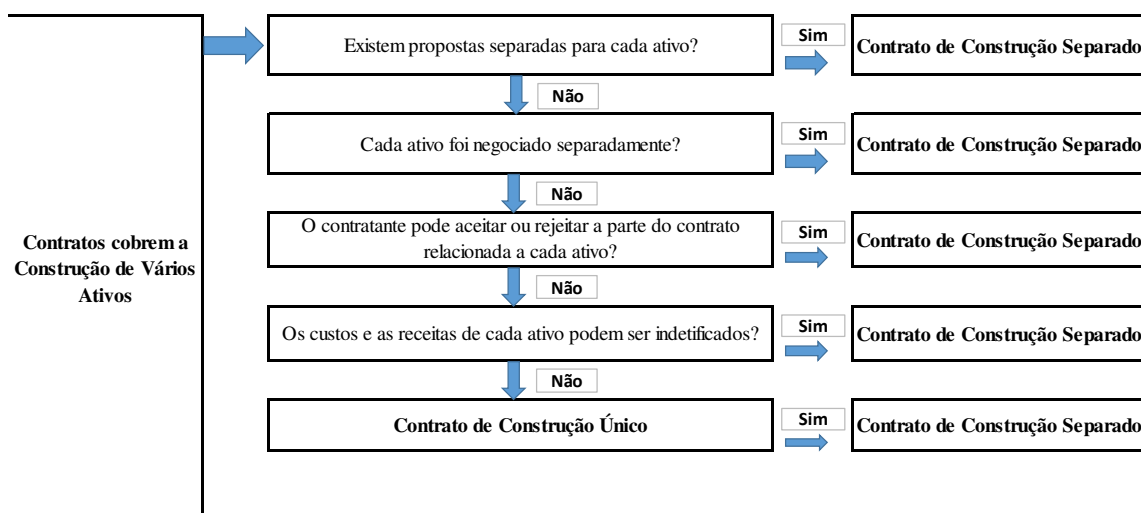 Contratos cobrem a
Construção de Vários
Ativos
Existem propostas separadas para cada ativo?
Sim
Contrato de Construção Separado
Não
Cada ativo foi negociado separadamente?
Sim
Contrato de Construção Separado
Não
O contratante pode aceitar ou rejeitar a parte do contrato
relacionada a cada ativo?
Sim
Contrato de Construção Separado
Não
Os custos e as receitas de cada ativo podem ser indetificados?
Sim
Contrato de Construção Separado
Não
Contrato de Construção Único
Sim
Contrato de Construção Separado